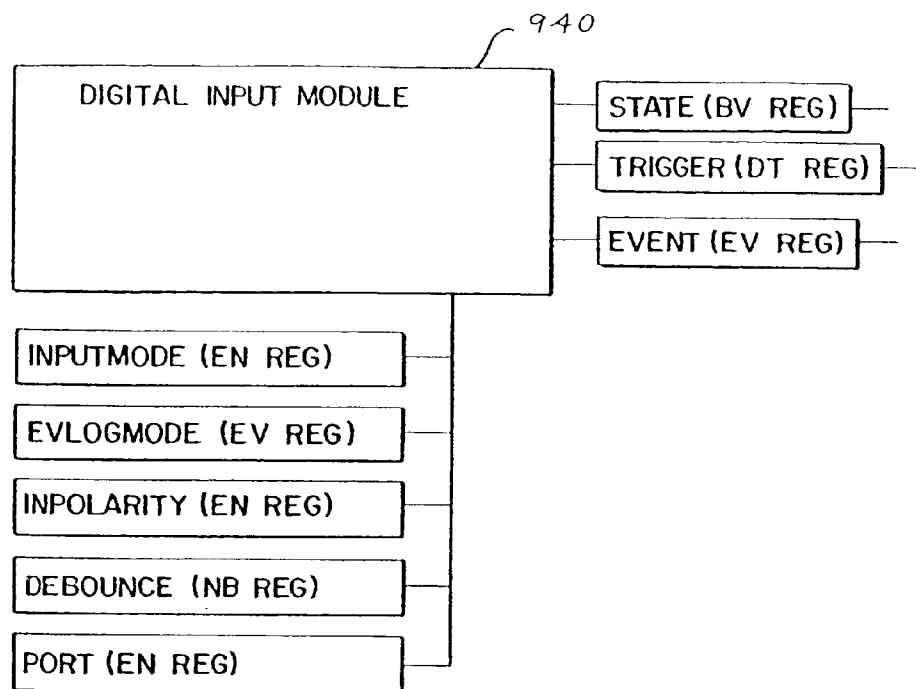 940
DIGITAL INPUT MODULE
STATE (BV REG)
TRIGGER (DT REG)
EVENT (EV REG)
INPUTMODE (EN REG)
EVLOGMODE (EV REG)
INPOLARITY (EN REG)
DEBOUNCE (NB REG)
PORT (EN REG)